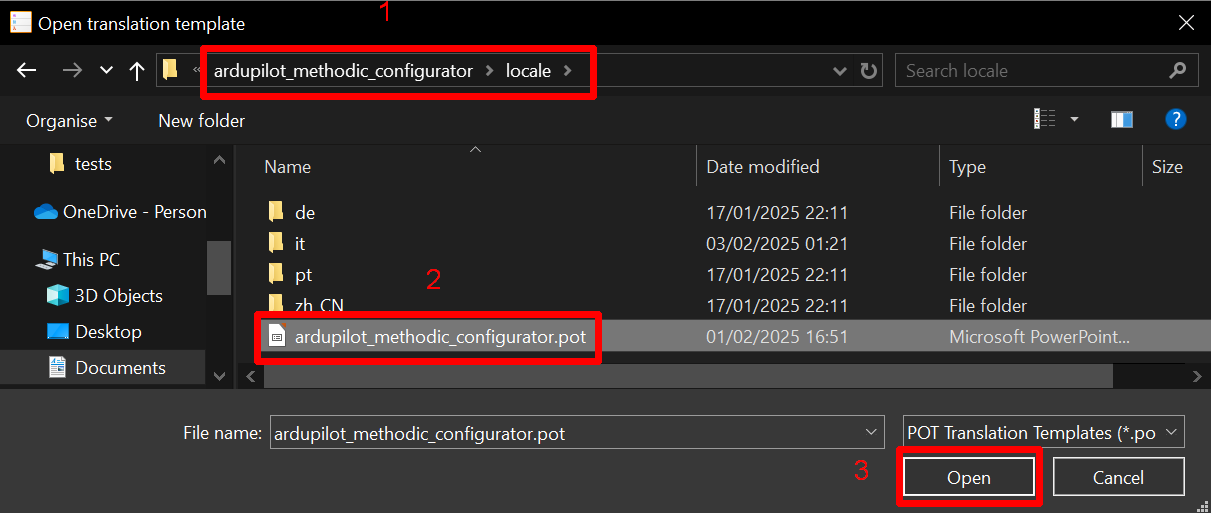 1
Open translation template
« ardupilot_methodic_configurator > locale >
Search locale
Organise
New folder
?
tests
OneDrive - Person
This PC
3D Objects
Desktop
Documents
Name Date modified Type Size
de 17/01/2025 22:11 File folder
it 03/02/2025 01:21 File folder
pt 17/01/2025 22:11 File folder
2
zh_CN 17/01/2025 22:11 File folder
ardupilot_methodic_configurator.pot 01/02/2025 16:51 Microsoft PowerPoint...
File name: ardupilot_methodic_configurator.pot POT Translation Templates (*.po
3
Open Cancel